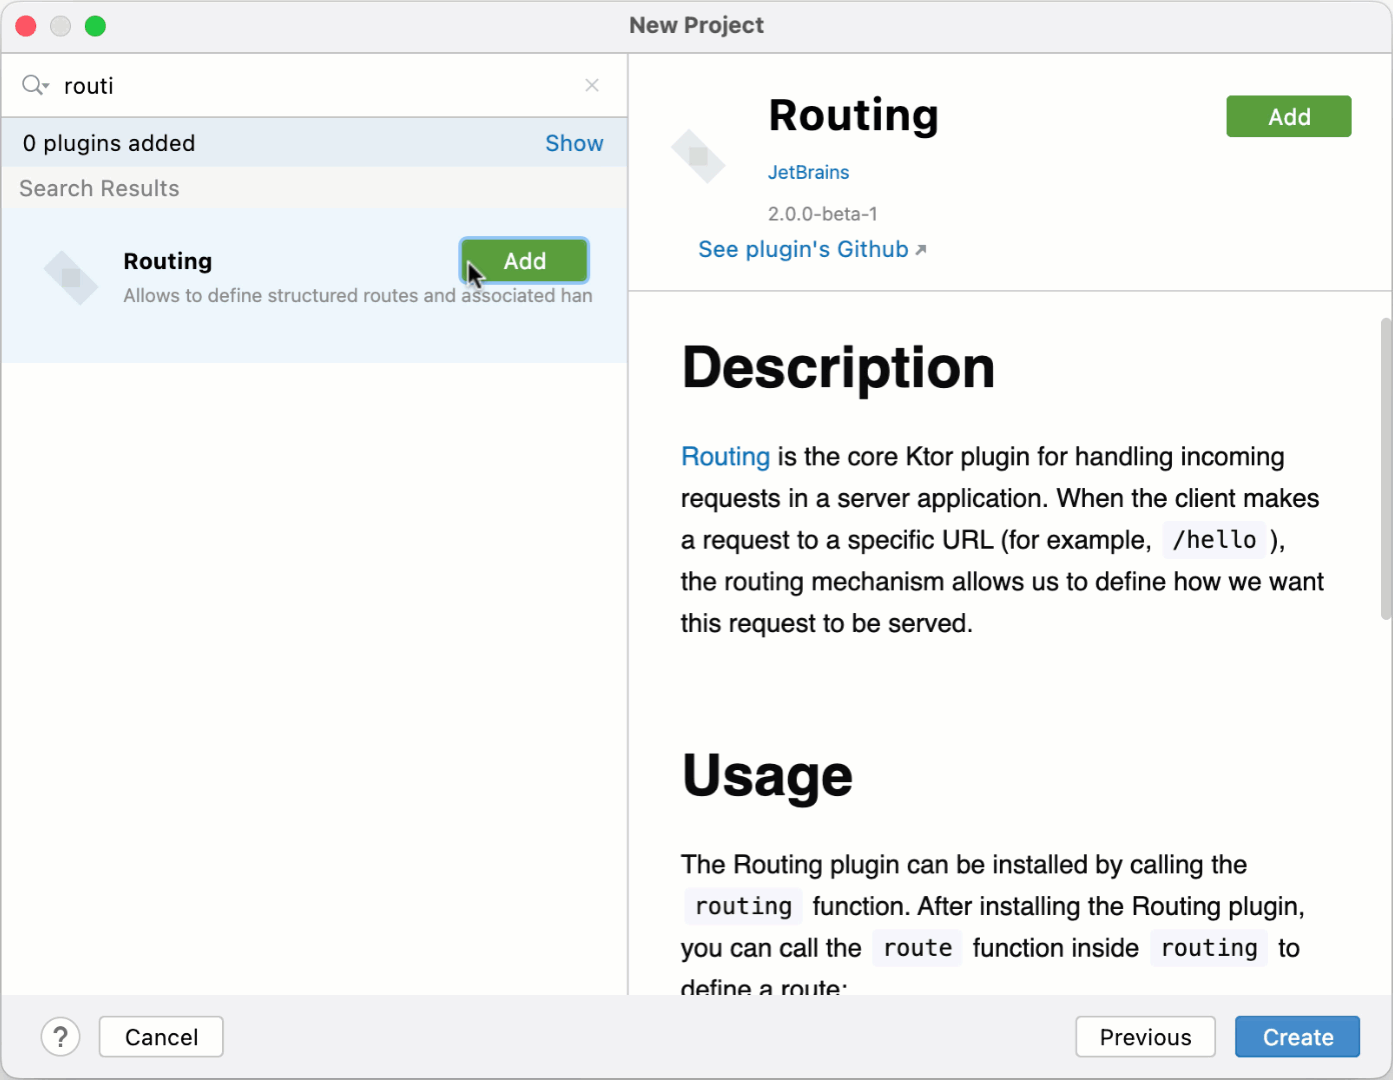 New Project
routi
0 plugins added
Show
Search Results
Routing
Add
Allows to define structured routes and associated han
Routing
Add
JetBrains
2.0.0-beta-1
See plugin's Github
Description
Routing is the core Ktor plugin for handling incoming
requests in a server application. When the client makes
a request to a specific URL (for example, /hello ),
the routing mechanism allows us to define how we want
this request to be served.
Usage
The Routing plugin can be installed by calling the
routing function. After installing the Routing plugin,
you can call the route function inside routing to
define a route:
?
Cancel
Previous
Create